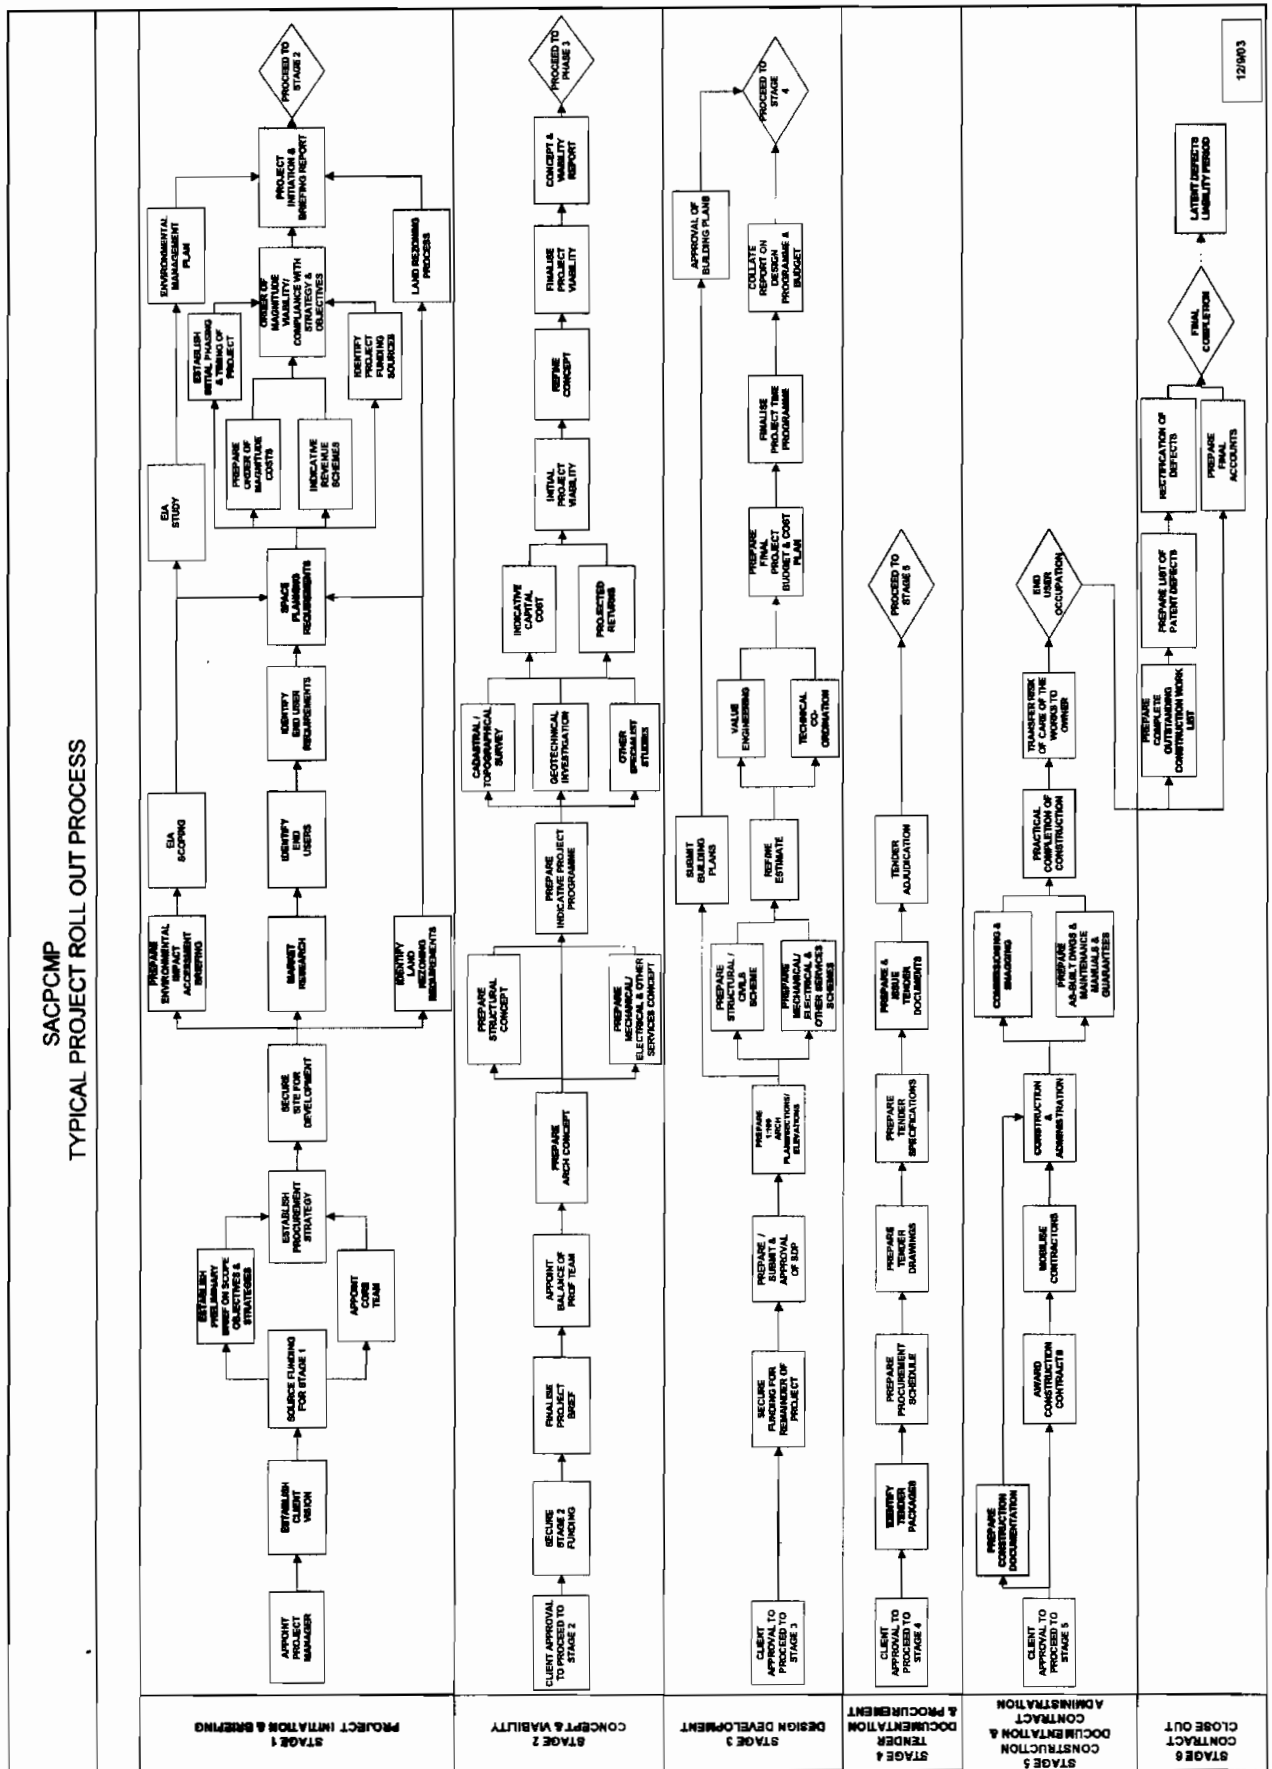 SACPCMP
TYPICAL PROJECT ROLL OUT PROCESS
STAGE 1
PROJECT INITIATION & BRIEFING
APPOINT
PROJECT
MANAGER
ESTABLISH
CLIENT
VISION
SOURCE FUNDING
FOR STAGE 1
ESTABLISH
PRELIMINARY
BRIEF ON SCOPE
OBJECTIVES &
STRATEGIES
APPOINT
CORE
TEAM
ESTABLISH
PROCUREMENT
STRATEGY
SECURE
SITE FOR
DEVELOPMENT
PREPARE
ENVIRONMENTAL
IMPACT
ACCESSMENT
BRIEFING
MARKET
RESEARCH
IDENTIFY
LAND
REZONING
REQUIREMENTS
EIA
SCOPING
IDENTIFY
END
USERS
IDENTIFY
END USER
REQUIREMENTS
SPACE
PLANNING
REQUIREMENTS
EIA
STUDY
PREPARE
ORDER OF
MAGNITUDE
COSTS
INDICATIVE
REVENUE
SCHEMES
ESTABLISH
INITIAL PHASING
& TIMING OF
PROJECT
IDENTIFY
PROJECT
FUNDING
SOURCES
ORDER OF
MAGNITUDE
VIABILITY/
COMPLIANCE WITH
STRATEGY &
OBJECTIVES
ENVIRONMENTAL
MANAGEMENT
PLAN
LAND REZONING
PROCESS
PROJECT
INITIATION &
BRIEFING REPORT
PROCEED TO
STAGE 2
STAGE 2
CONCEPT & VIABILITY
CLIENT APPROVAL
TO PROCEED TO
STAGE 2
SECURE
STAGE 2
FUNDING
FINALISE
PROJECT
BRIEF
APPOINT
BALANCE OF
PROF TEAM
PREPARE
ARCH CONCEPT
PREPARE
STRUCTURAL
CONCEPT
PREPARE
MECHANICAL/
ELECTRICAL & OTHER
SERVICES CONCEPT
PREPARE
INDICATIVE PROJECT
PROGRAMME
CADASTRAL /
TOPOGRAPHICAL
SURVEY
GEOTECHNICAL
INVESTIGATION
OTHER
SPECIALIST
STUDIES
INDICATIVE
CAPITAL
COST
PROJECTED
RETURNS
INITIAL
PROJECT
VIABILITY
REFINE
CONCEPT
FINALISE
PROJECT
VIABILITY
CONCEPT &
VIABILITY
REPORT
PROCEED TO
PHASE 3
STAGE 3
DESIGN DEVELOPMENT
CLIENT
APPROVAL TO
PROCEED TO
STAGE 3
SECURE
FUNDING FOR
REMAINDER OF
PROJECT
PREPARE /
SUBMIT &
APPROVAL
OF SDP
PREPARE
1:100
ARCH
PLANS/SECTIONS/
ELEVATIONS
SUBMIT
BUILDING
PLANS
PREPARE
STRUCTURAL /
CIVILS
SCHEME
PREPARE
MECHANICAL/
ELECTRICAL &
OTHER SERVICES
SCHEMES
REFINE
ESTIMATE
VALUE
ENGINEERING
TECHNICAL
CO-
ORDINATION
PREPARE
FINAL
PROJECT
BUDGET & COST
PLAN
FINALISE
PROJECT TIME
PROGRAMME
COLLATE
REPORT ON
DESIGN
PROGRAMME &
BUDGET
APPROVAL OF
BUILDING PLANS
PROCEED TO
STAGE
4
STAGE 4
TENDER
DOCUMENTATION
& PROCUREMENT
CLIENT
APPROVAL TO
PROCEED TO
STAGE 4
IDENTIFY
TENDER
PACKAGES
PREPARE
PROCUREMENT
SCHEDULE
PREPARE
TENDER
DRAWINGS
PREPARE
TENDER
SPECIFICATIONS
PREPARE &
ISSUE
TENDER
DOCUMENTS
TENDER
ADJUDICATION
PROCEED TO
STAGE 5
STAGE 5
CONSTRUCTION
DOCUMENTATION &
CONTRACT
ADMINISTRATION
CLIENT
APPROVAL TO
PROCEED TO
STAGE 5
PREPARE
CONSTRUCTION
DOCUMENTATION
AWARD
CONSTRUCTION
CONTRACTS
MOBILISE
CONTRACTORS
CONSTRUCTION
&
ADMINISTRATION
COMMISSIONING &
SNAGGING
PREPARE
AS-BUILT DWGS &
MAINTENANCE
MANUALS &
GUARANTEES
PRACTICAL
COMPLETION OF
CONSTRUCTION
TRANSFER RISK
OF CARE OF THE
WORKS TO
OWNER
END
USER
OCCUPATION
STAGE 6
CONTRACT
CLOSE OUT
PREPARE
COMPLETE
OUTSTANDING
CONSTRUCTION WORK
LIST
PREPARE LIST OF
PATENT DEFECTS
RECTIFICATION OF
DEFECTS
PREPARE
FINAL
ACCOUNTS
FINAL
COMPLETION
LATENT DEFECTS
LIABILITY PERIOD
12/9/03